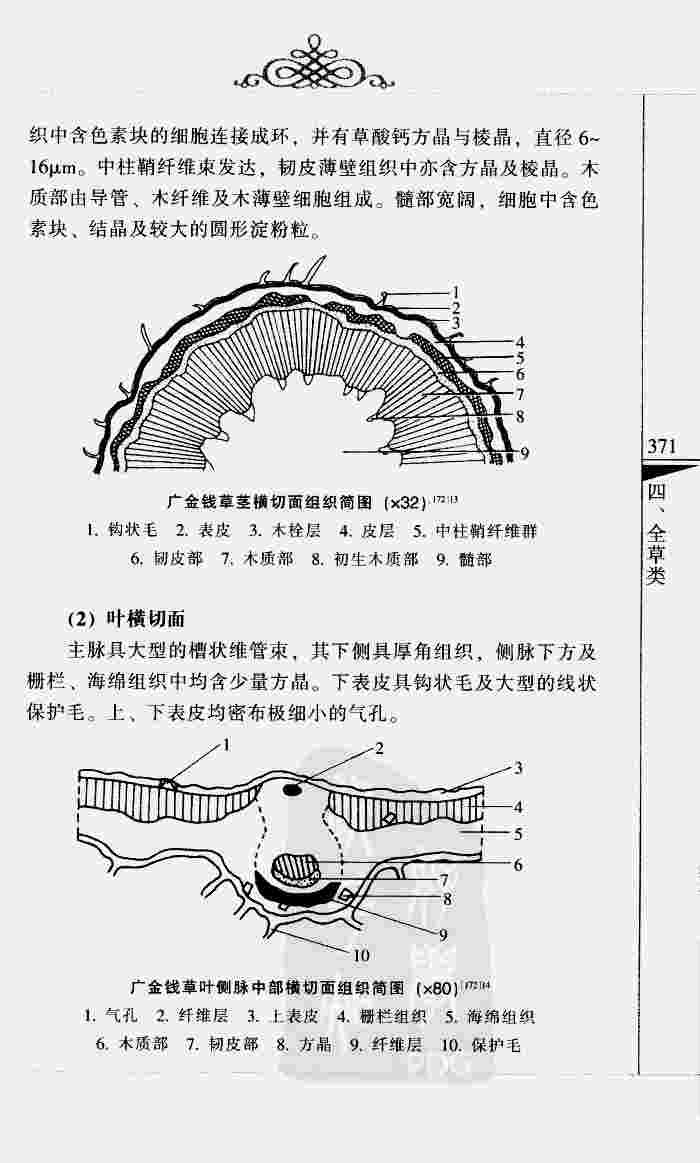 织中含色素块的细胞连接成环，并有草酸钙方晶与棱晶，直径6~
16μm。中柱鞘纤维束发达，韧皮薄壁组织中亦含方晶及棱晶。木
质部由导管、木纤维及木薄壁细胞组成。髓部宽阔，细胞中含色
素块、结晶及较大的圆形淀粉粒。
1
2
3
4
5
6
7
8
9
广金钱草茎横切面组织简图（×32）
1. 钩状毛 2. 表皮 3. 木栓层 4. 皮层 5. 中柱鞘纤维群
6. 韧皮部 7. 木质部 8. 初生木质部 9. 髓部
（2）叶横切面
主脉具大型的槽状维管束，其下侧具厚角组织，侧脉下方及
栅栏、海绵组织中均含少量方晶。下表皮具钩状毛及大型的线状
保护毛。上、下表皮均密布极细小的气孔。
1
2
3
4
5
6
7
8
9
10
广金钱草叶侧脉中部横切面组织简图（×80）
1. 气孔 2. 纤维层 3. 上表皮 4. 栅栏组织 5. 海绵组织
6. 木质部 7. 韧皮部 8. 方晶 9. 纤维层 10. 保护毛
371
四、全草类